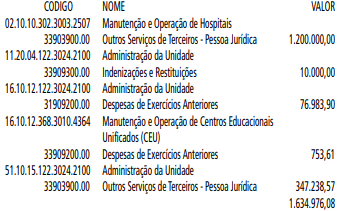 CODIGO NOME VALOR
02.10.10.302.3003.2507 Manutenção e Operação de Hospitais
33903900.00 Outros Serviços de Terceiros - Pessoa Jurídica 1.200.000,00
11.20.04.122.3024.2100 Administração da Unidade
33909300.00 Indenizações e Restituições 10.000,00
16.10.12.122.3024.2100 Administração da Unidade
31909200.00 Despesas de Exercícios Anteriores 76.983,90
16.10.12.368.3010.4364 Manutenção e Operação de Centros Educacionais
Unificados (CEU)
33909200.00 Despesas de Exercícios Anteriores 753,61
51.10.15.122.3024.2100 Administração da Unidade
33903900.00 Outros Serviços de Terceiros - Pessoa Jurídica 347.238,57
1.634.976,08